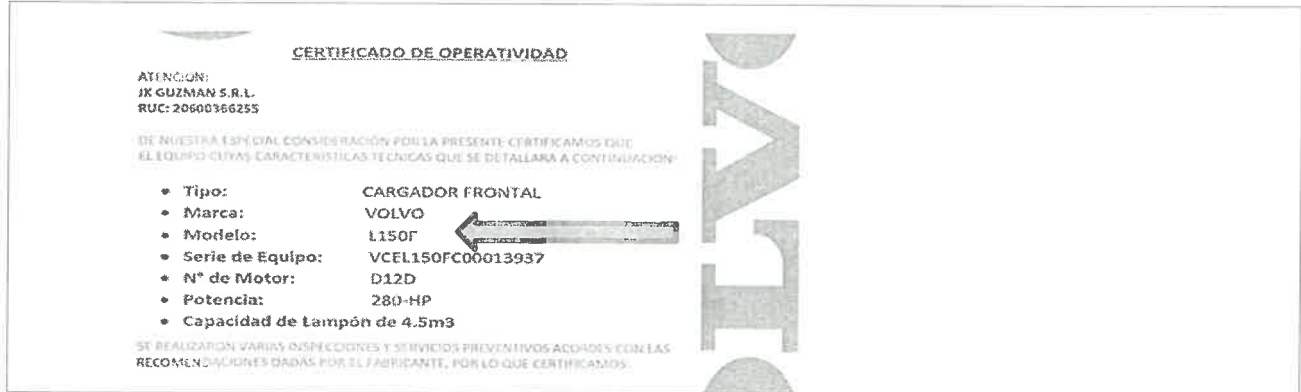 CERTIFICADO DE OPERATIVIDAD
ATENCION:
JK GUZMAN S.R.L.
RUC: 20600366255
DE NUESTRA ESPECIAL CONSIDERACIÓN POR LA PRESENTE CERTIFICAMOS QUE
EL EQUIPO CUYAS CARACTERISTICAS TECNICAS QUE SE DETALLARA A CONTINUACION:
• Tipo: CARGADOR FRONTAL
• Marca: VOLVO
• Modelo: L150F
• Serie de Equipo: VCEL150FC00013937
• N° de Motor: D12D
• Potencia: 280-HP
• Capacidad de Lampón de 4.5m3
SE REALIZARON VARIAS INSPECCIONES Y SERVICIOS PREVENTIVOS ACORDES CON LAS
RECOMENDACIONES DADAS POR EL FABRICANTE, POR LO QUE CERTIFICAMOS:
OLVO